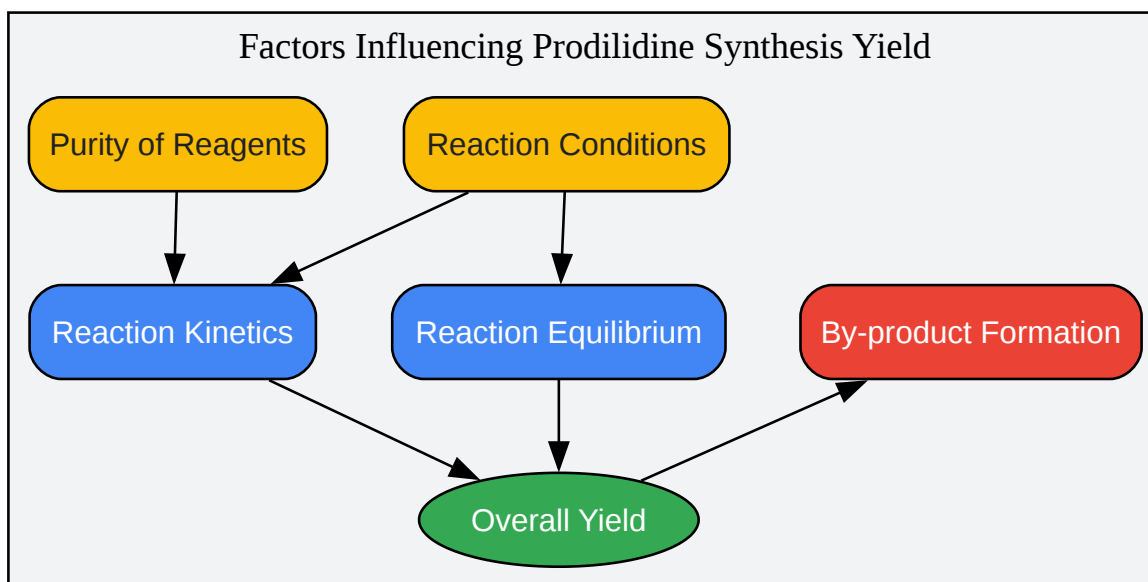 Factors Influencing Prodilidine Synthesis Yield
Purity of Reagents
Reaction Conditions
Reaction Kinetics
Reaction Equilibrium
By-product Formation
Overall Yield